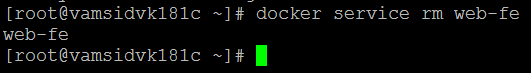 [root@vamsidvk181c ~]# docker service rm web-fe
web-fe
[root@vamsidvk181c ~]#